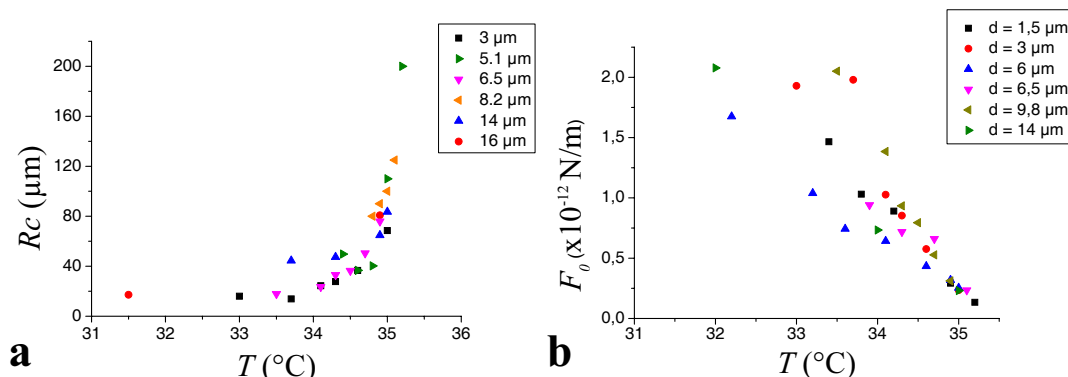 3 μm
5.1 μm
6.5 μm
8.2 μm
14 μm
16 μm
200
160
120
80
40
0
Rc (μm)
31 32 33 34 35 36
T (°C)
a
d = 1,5 μm
d = 3 μm
d = 6 μm
d = 6,5 μm
d = 9,8 μm
d = 14 μm
2,0
1,5
1,0
0,5
0,0
F₀ (x10⁻¹² N/m)
31 32 33 34 35
T (°C)
b